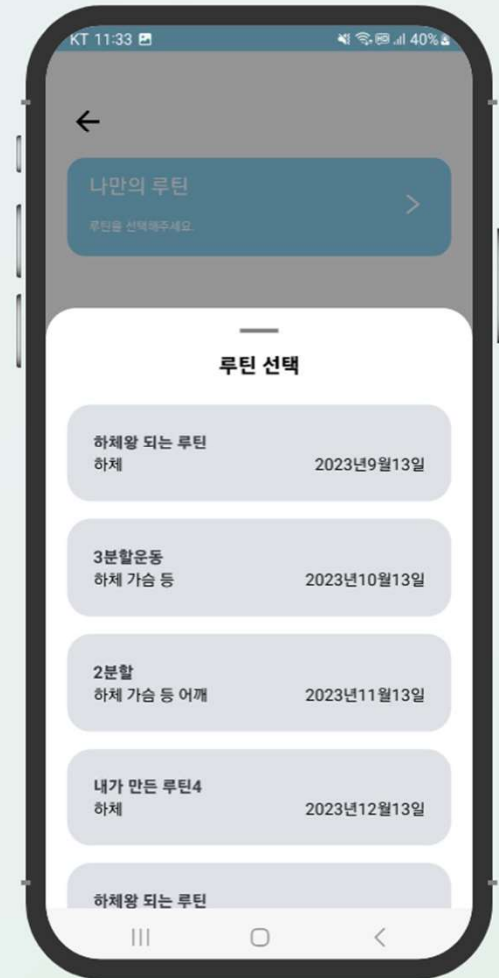 KT 11:33
40%
나만의 루틴
루틴을 선택해주세요.
루틴 선택
하체왕 되는 루틴
하체 2023년9월13일
3분할운동
하체 가슴 등 2023년10월13일
2분할
하체 가슴 등 어깨 2023년11월13일
내가 만든 루틴4
하체 2023년12월13일
하체왕 되는 루틴